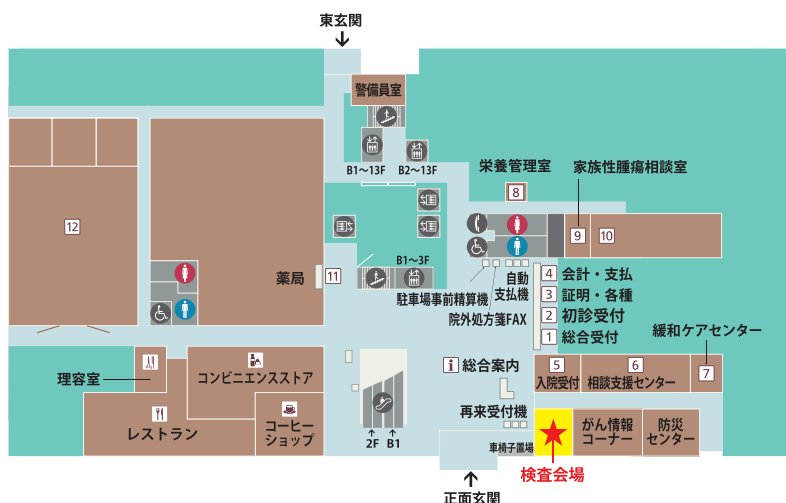 東玄関
警備員室
B1～13F
B2～13F
栄養管理室
家族性腫瘍相談室
8
12
9
10
B1～3F
薬局
11
自動
支払機
駐車場事前精算機
院外処方箋FAX
4 会計・支払
3 証明・各種
2 初診受付
1 総合受付
緩和ケアセンター
i 総合案内
5
入院受付
6
相談支援センター
7
理容室
コンビニエンスストア
レストラン
コーヒー
ショップ
2F
B1
再来受付機
車椅子置場
がん情報
コーナー
防災
センター
検査会場
正面玄関